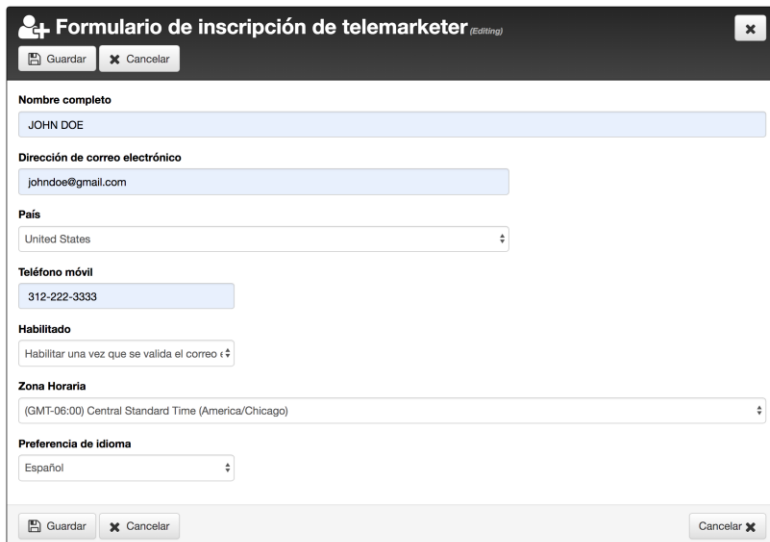 Formulario de inscripción de telemarketer (Editing)
Guardar Cancelar
Nombre completo
JOHN DOE
Dirección de correo electrónico
johndoe@gmail.com
País
United States
Teléfono móvil
312-222-3333
Habilitado
Habilitar una vez que se valida el correo
Zona Horaria
(GMT-06:00) Central Standard Time (America/Chicago)
Preferencia de idioma
Español
Guardar Cancelar Cancelar